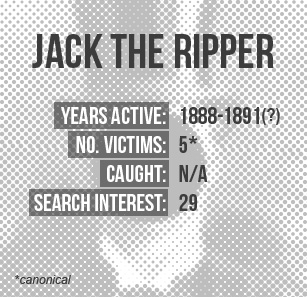 JACK THE RIPPER
YEARS ACTIVE: 1888-1891(?)
NO. VICTIMS: 5*
CAUGHT: N/A
SEARCH INTEREST: 29
*canonical